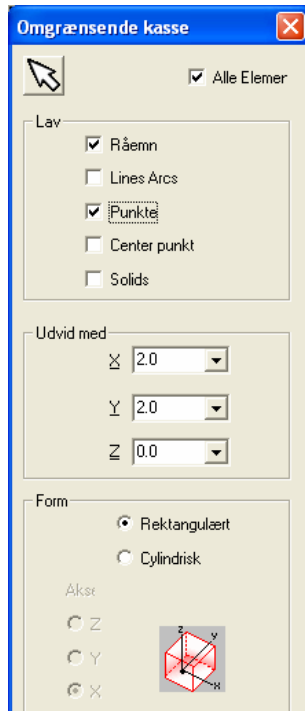 Omgrænsende kasse
Alle Elemer
Lav
Råemn
Lines Arcs
Punkte
Center punkt
Solids
Udvid med
X 2.0
Y 2.0
Z 0.0
Form
Rektangulært
Cylindrisk
Akse
Z
Y
X
z y
x